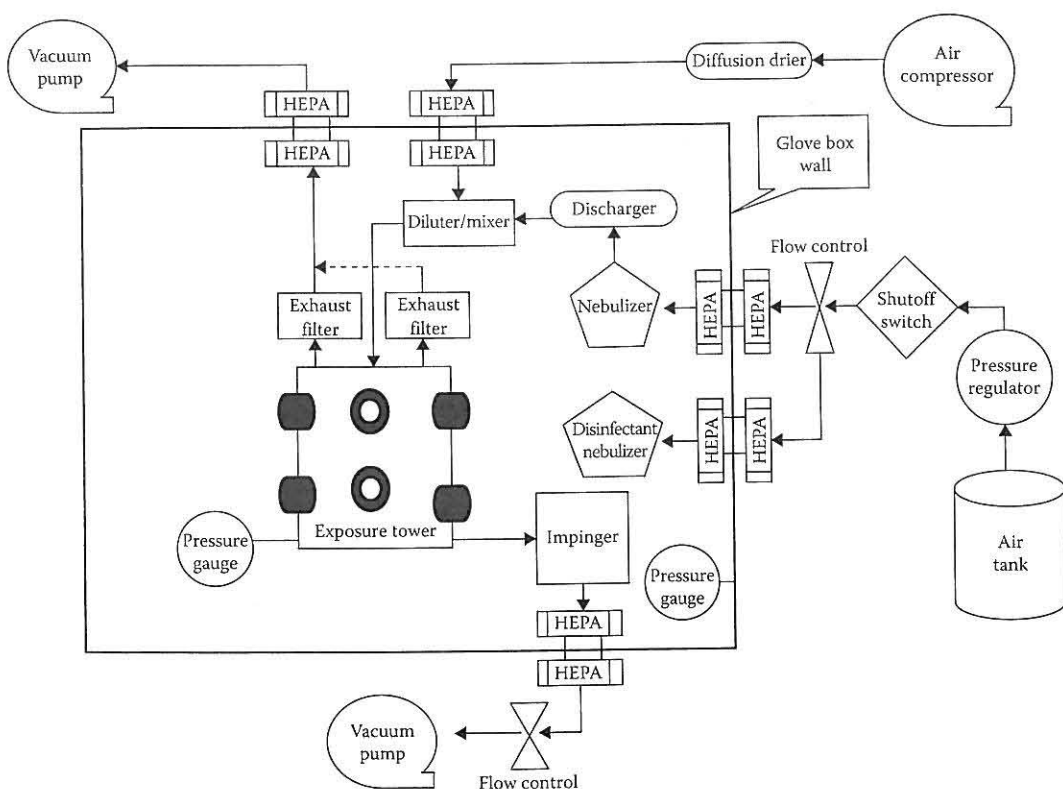 Vacuum
pump
Diffusion drier
Air
compressor
HEPA
HEPA
HEPA
HEPA
Glove box
wall
Diluter/mixer
Discharger
Flow control
Exhaust
filter
Exhaust
filter
Nebulizer
HEPA
HEPA
Shutoff
switch
Pressure
regulator
Disinfectant
nebulizer
HEPA
HEPA
Exposure tower
Pressure
gauge
Impinger
Pressure
gauge
Air
tank
HEPA
HEPA
Vacuum
pump
Flow control